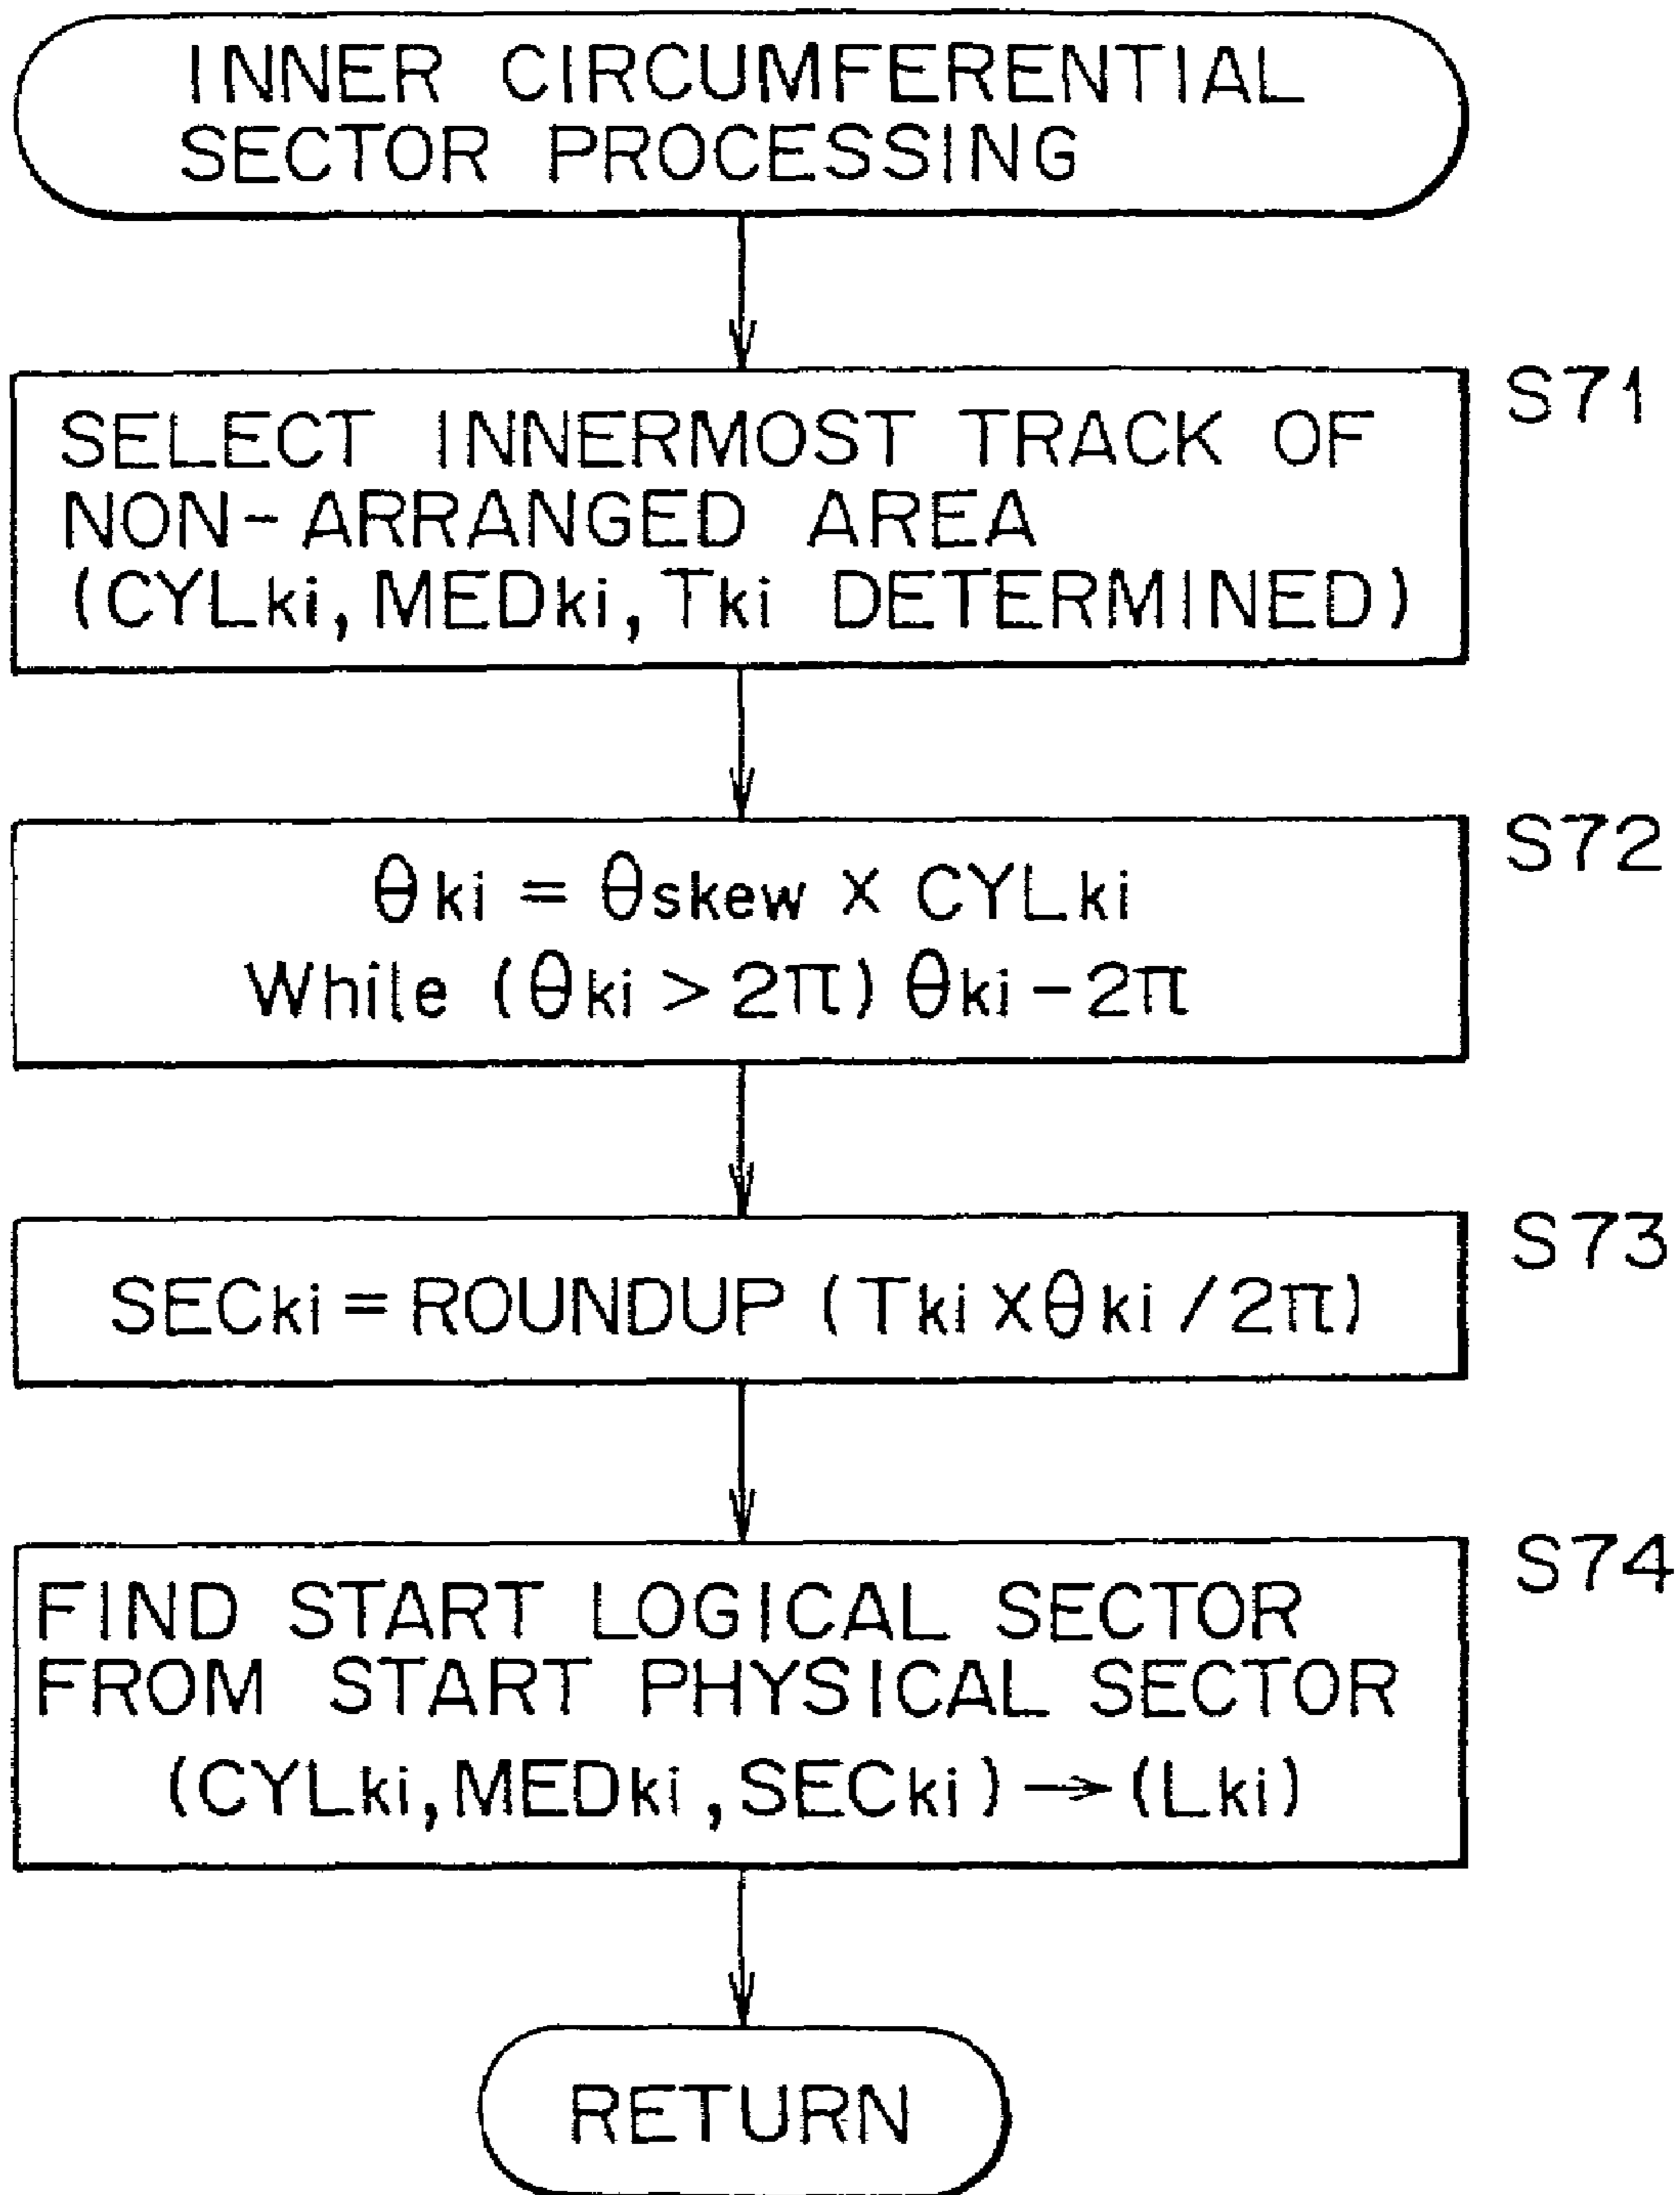 INNER CIRCUMFERENTIAL
SECTOR PROCESSING
S71
SELECT INNERMOST TRACK OF
NON-ARRANGED AREA
(CYLki, MEDki, Tki DETERMINED)
S72
θki = θskew × CYLki
While (θki > 2π) θki - 2π
S73
SECki = ROUNDUP (Tki × θki / 2π)
S74
FIND START LOGICAL SECTOR
FROM START PHYSICAL SECTOR
(CYLki, MEDki, SECki) → (Lki)
RETURN